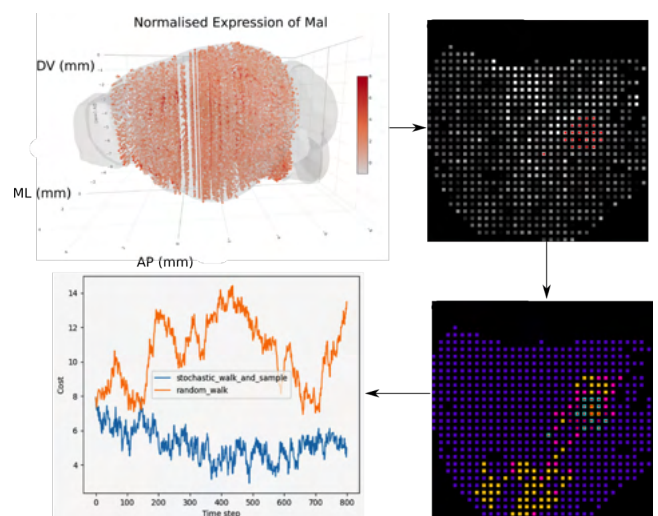 Normalised Expression of Mal
DV (mm)
ML (mm)
AP (mm)
14
12
10
8
6
4
Cost
stochastic_walk_and_sample
random_walk
0
100
200
300
400
500
600
700
800
Time step